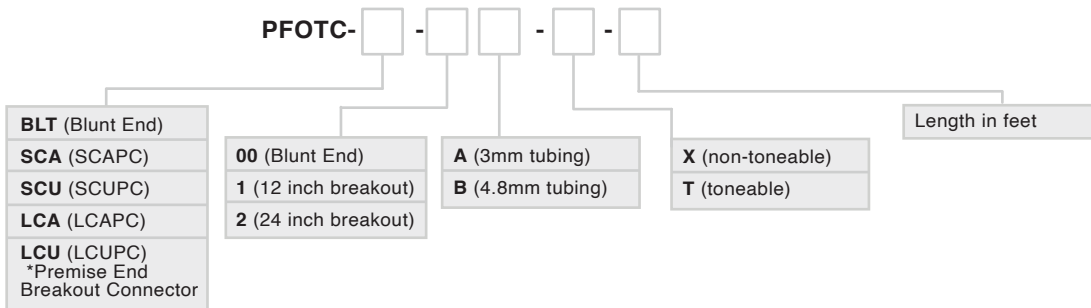 PFOTC- - - -
BLT (Blunt End)
SCA (SCAPC)
SCU (SCUPC)
LCA (LCAPC)
LCU (LCUPC)
*Premise End
Breakout Connector
00 (Blunt End)
1 (12 inch breakout)
2 (24 inch breakout)
A (3mm tubing)
B (4.8mm tubing)
X (non-toneable)
T (toneable)
Length in feet